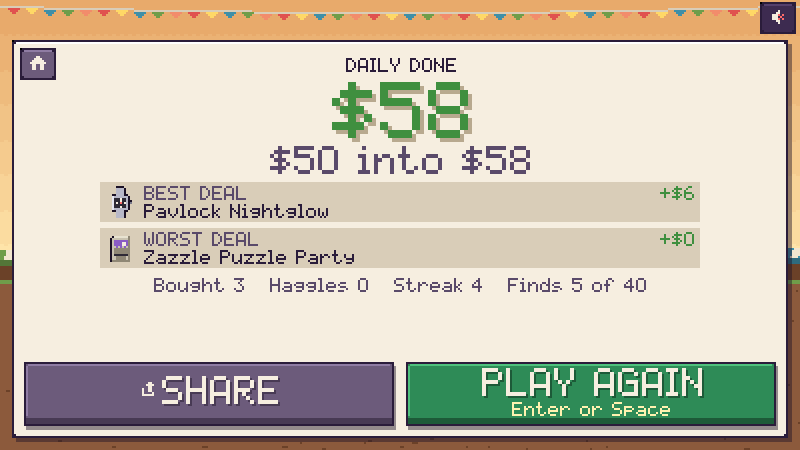 DAILY DONE
$58
$50 into $58
BEST DEAL +$6
Pavlock Nightglow
WORST DEAL +$0
Zazzle Puzzle Party
Bought 3 Haggles 0 Streak 4 Finds 5 of 40
SHARE
PLAY AGAIN
Enter or Space